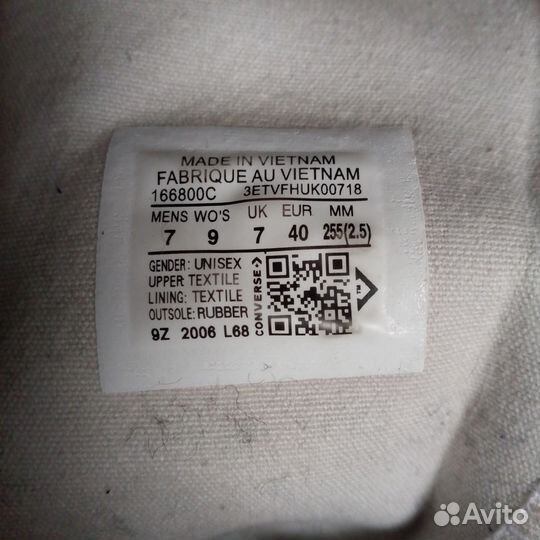 MADE IN VIETNAM
FABRIQUE AU VIETNAM
166800C 3ETVFHUK00718
MENS WO'S UK EUR MM
7 9 7 40 255(2.5)
GENDER: UNISEX
UPPER: TEXTILE
LINING: TEXTILE
OUTSOLE: RUBBER
9Z 2006 L68
CONVERSE
TM
Avito